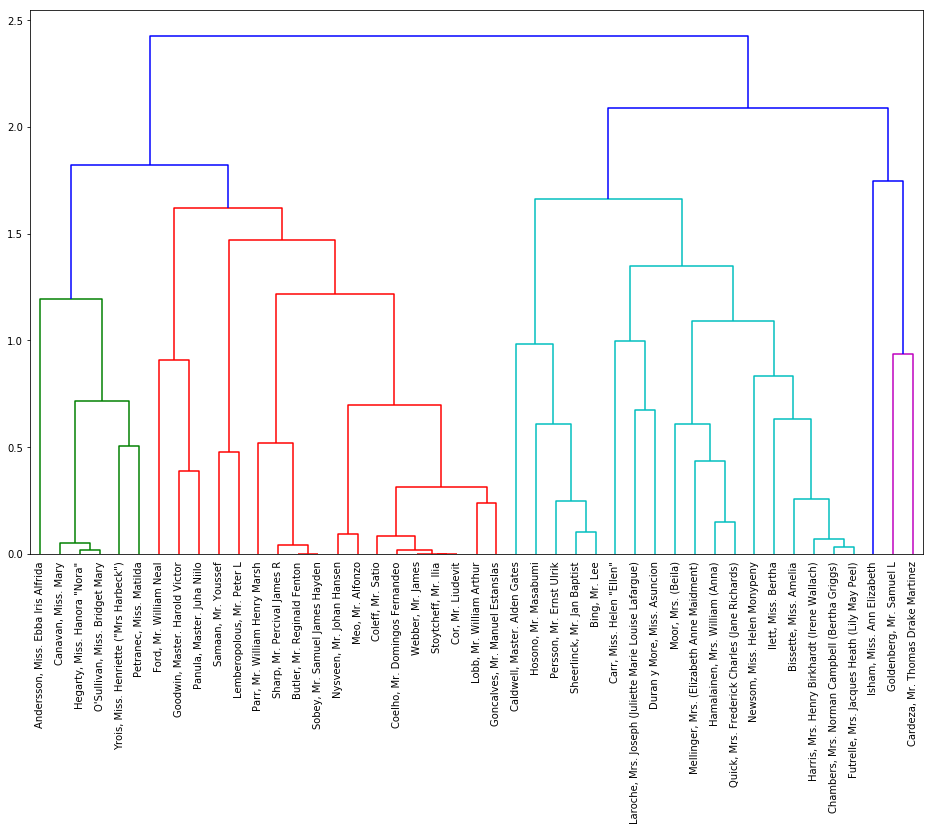 2.5
2.0
1.5
1.0
0.5
0.0
Andersson, Miss. Ebba Iris Alfrida
Canavan, Miss. Mary
Hegarty, Miss. Hanora "Nora"
O'Sullivan, Miss. Bridget Mary
Yrois, Miss. Henriette ("Mrs Harbeck")
Petranec, Miss. Matilda
Ford, Mr. William Neal
Goodwin, Master. Harold Victor
Panula, Master. Juha Niilo
Samaan, Mr. Youssef
Lemberopolous, Mr. Peter L
Parr, Mr. William Henry Marsh
Sharp, Mr. Percival James R
Butler, Mr. Reginald Fenton
Sobey, Mr. Samuel James Hayden
Nysveen, Mr. Johan Hansen
Meo, Mr. Alfonzo
Coleff, Mr. Satio
Coelho, Mr. Domingos Fernandeo
Webber, Mr. James
Stoytcheff, Mr. Ilia
Cor, Mr. Liudevit
Lobb, Mr. William Arthur
Goncalves, Mr. Manuel Estanslas
Caldwell, Master. Alden Gates
Hosono, Mr. Masabumi
Persson, Mr. Ernst Ulrik
Sheerlinck, Mr. Jan Baptist
Bing, Mr. Lee
Carr, Miss. Helen "Ellen"
Laroche, Mrs. Joseph (Juliette Marie Louise Lafargue)
Duran y More, Miss. Asuncion
Moor, Mrs. (Beila)
Mellinger, Mrs. (Elizabeth Anne Maidment)
Hamalainen, Mrs. William (Anna)
Quick, Mrs. Frederick Charles (Jane Richards)
Newsom, Miss. Helen Monypeny
Ilett, Miss. Bertha
Bissette, Miss. Amelia
Harris, Mrs. Henry Birkhardt (Irene Wallach)
Chambers, Mrs. Norman Campbell (Bertha Griggs)
Futrelle, Mrs. Jacques Heath (Lily May Peel)
Isham, Miss. Ann Elizabeth
Goldenberg, Mr. Samuel L
Cardeza, Mr. Thomas Drake Martinez